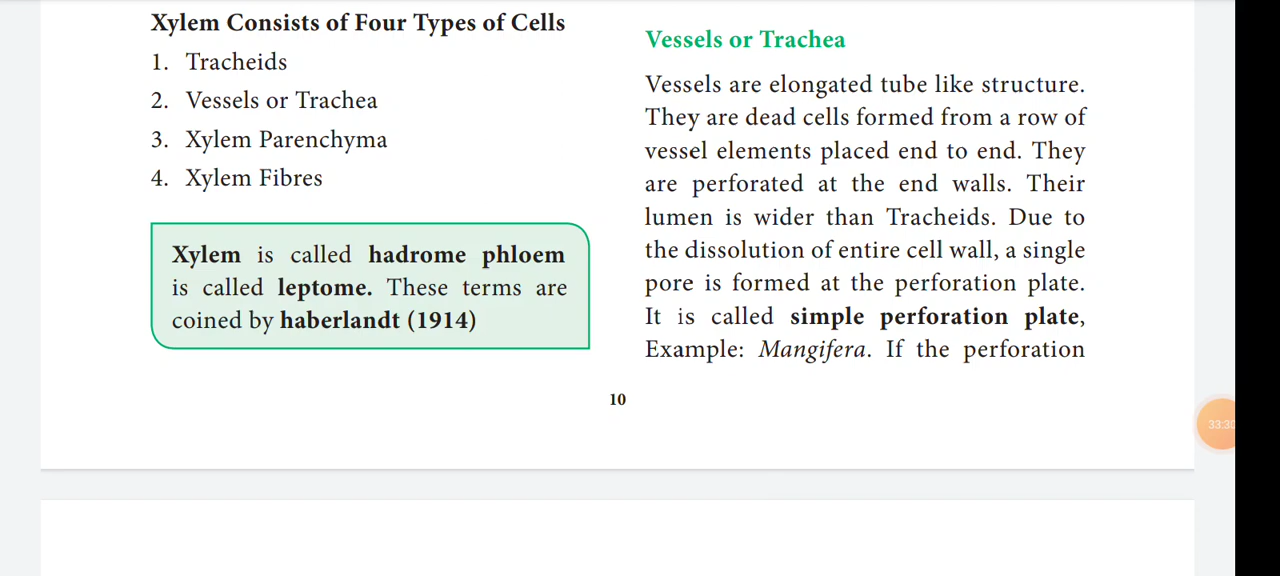 Xylem Consists of Four Types of Cells
1. Tracheids
2. Vessels or Trachea
3. Xylem Parenchyma
4. Xylem Fibres
Xylem is called hadrome phloem
is called leptome. These terms are
coined by haberlandt (1914)
Vessels or Trachea
Vessels are elongated tube like structure.
They are dead cells formed from a row of
vessel elements placed end to end. They
are perforated at the end walls. Their
lumen is wider than Tracheids. Due to
the dissolution of entire cell wall, a single
pore is formed at the perforation plate.
It is called simple perforation plate,
Example: Mangifera. If the perforation
10
33:30